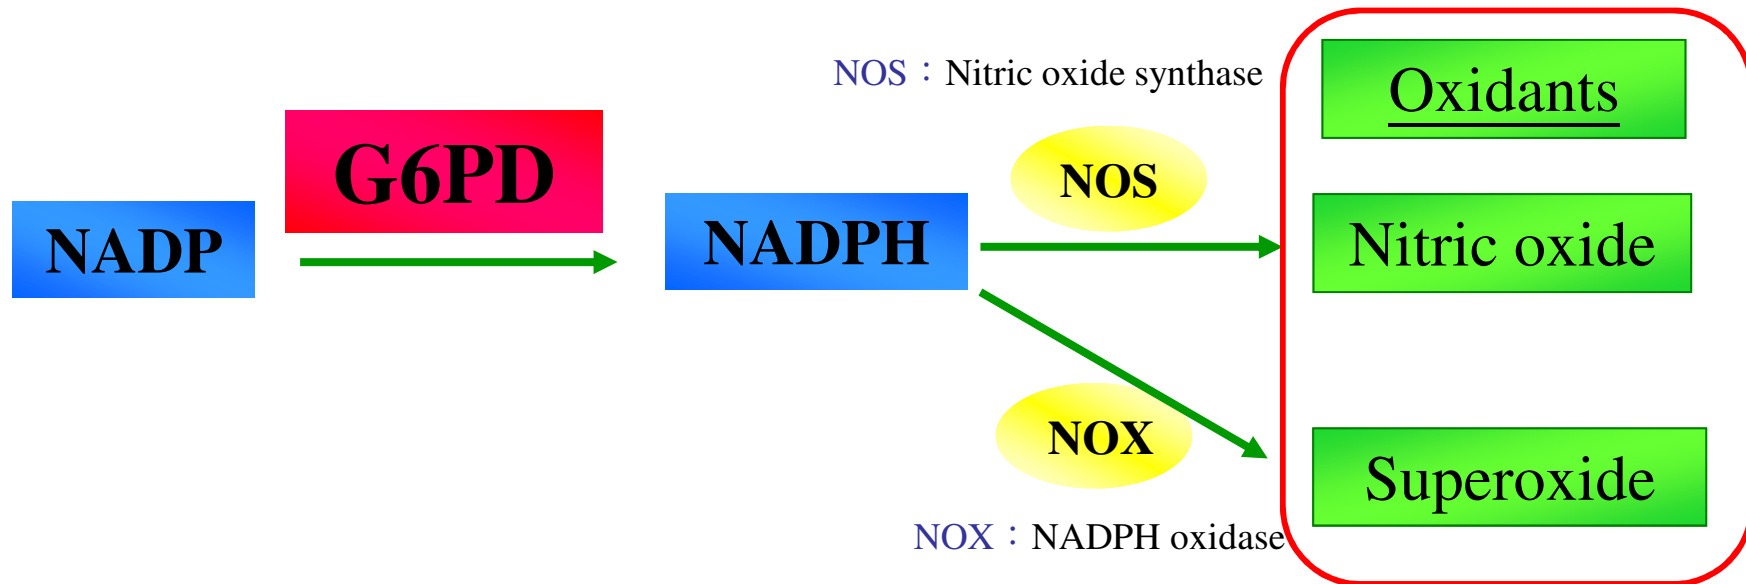 NOS：Nitric oxide synthase
Oxidants
G6PD
NOS
NADP
NADPH
Nitric oxide
NOX
Superoxide
NOX：NADPH oxidase